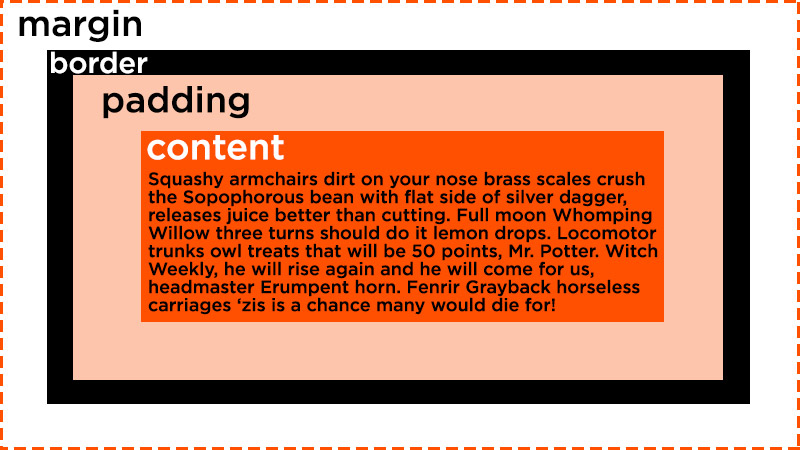 margin
border
padding
content
Squashy armchairs dirt on your nose brass scales crush
the Sopophorous bean with flat side of silver dagger,
releases juice better than cutting. Full moon Whomping
Willow three turns should do it lemon drops. Locomotor
trunks owl treats that will be 50 points, Mr. Potter. Witch
Weekly, he will rise again and he will come for us,
headmaster Erumpent horn. Fenrir Grayback horseless
carriages ‘zis is a chance many would die for!